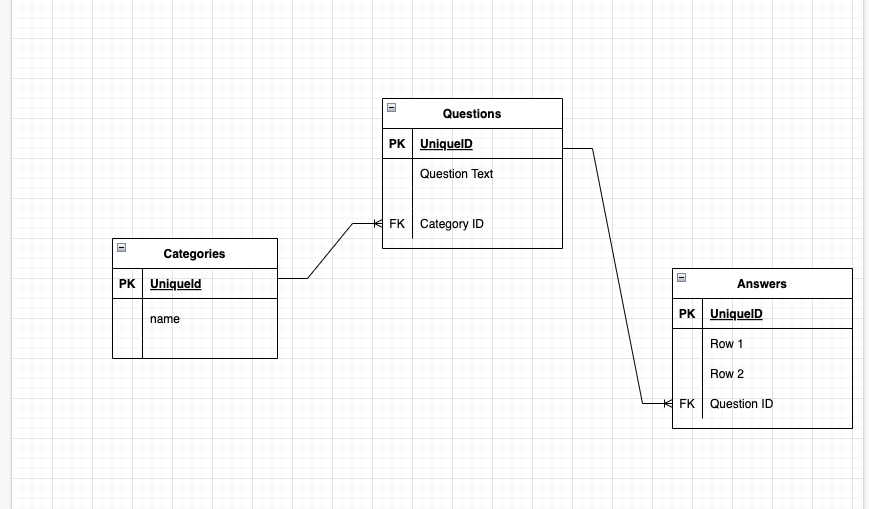 Questions
PK UniqueID
Question Text
FK Category ID
Categories
PK UniqueId
name
Answers
PK UniqueID
Row 1
Row 2
FK Question ID